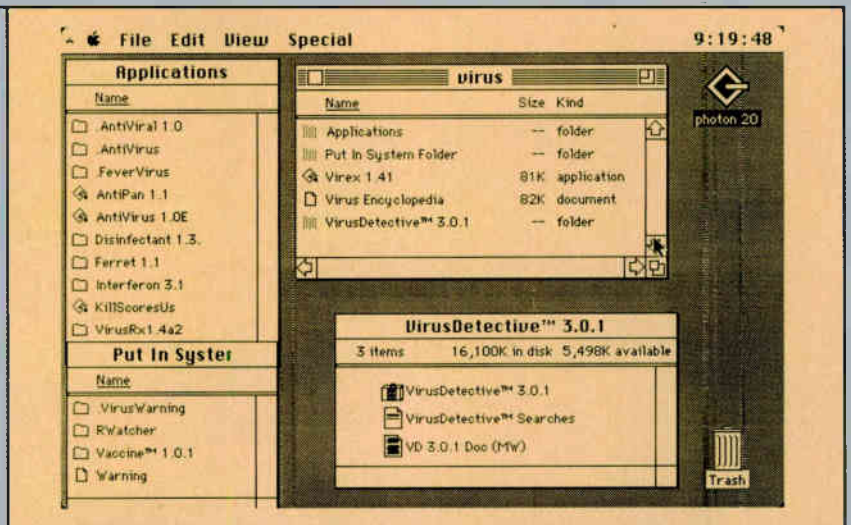 File Edit View Special 9:19:48
Applications
Name
.AntiViral 1.0
.AntiVirus
.FeverVirus
AntiPan 1.1
AntiVirus 1.0E
Disinfectant 1.3.
Ferret 1.1
Interferon 3.1
KillScoresUs
VirusRx1.4a2
Put In Syster
Name
.VirusWarning
RWatcher
Vaccine™ 1.0.1
Warning
virus
Name Size Kind
Applications -- folder
Put In System Folder -- folder
Virex 1.41 81K application
Virus Encyclopedia 82K document
VirusDetective™ 3.0.1 -- folder
VirusDetective™ 3.0.1
3 items 16,100K in disk 5,498K available
VirusDetective™ 3.0.1
VirusDetective™ Searches
VD 3.0.1 Doc (MW)
photon 20
Trash